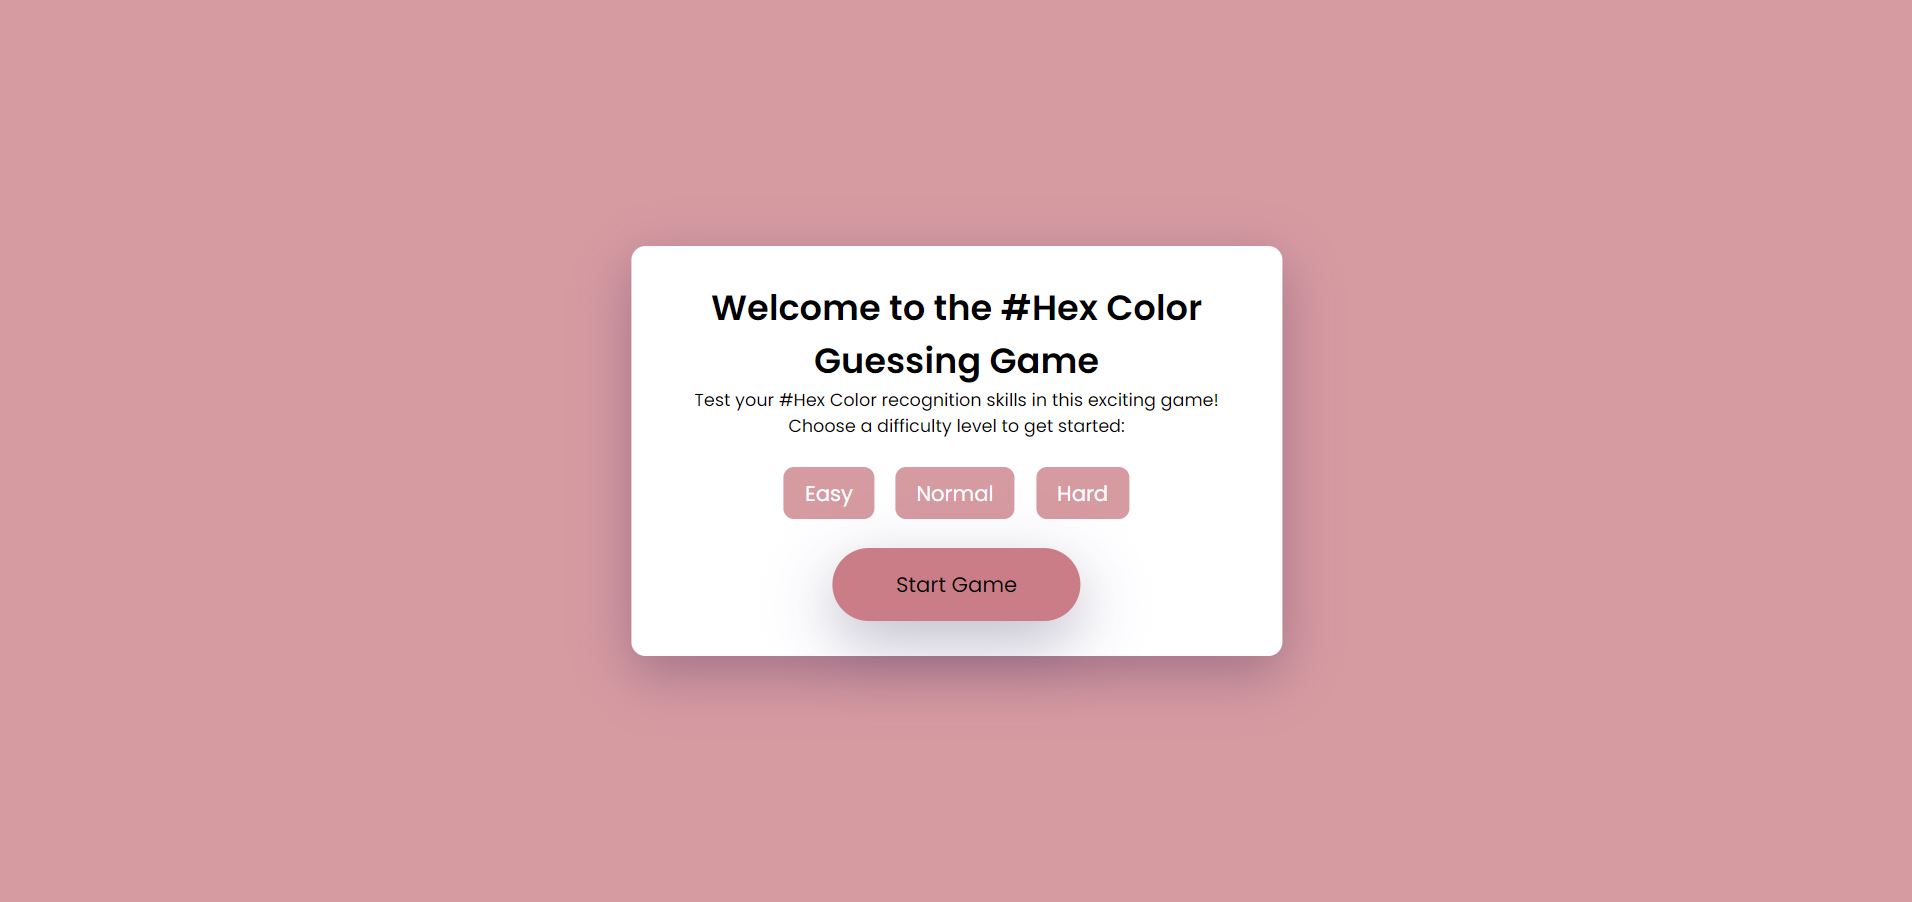 Welcome to the #Hex Color
Guessing Game
Test your #Hex Color recognition skills in this exciting game!
Choose a difficulty level to get started:
Easy Normal Hard
Start Game